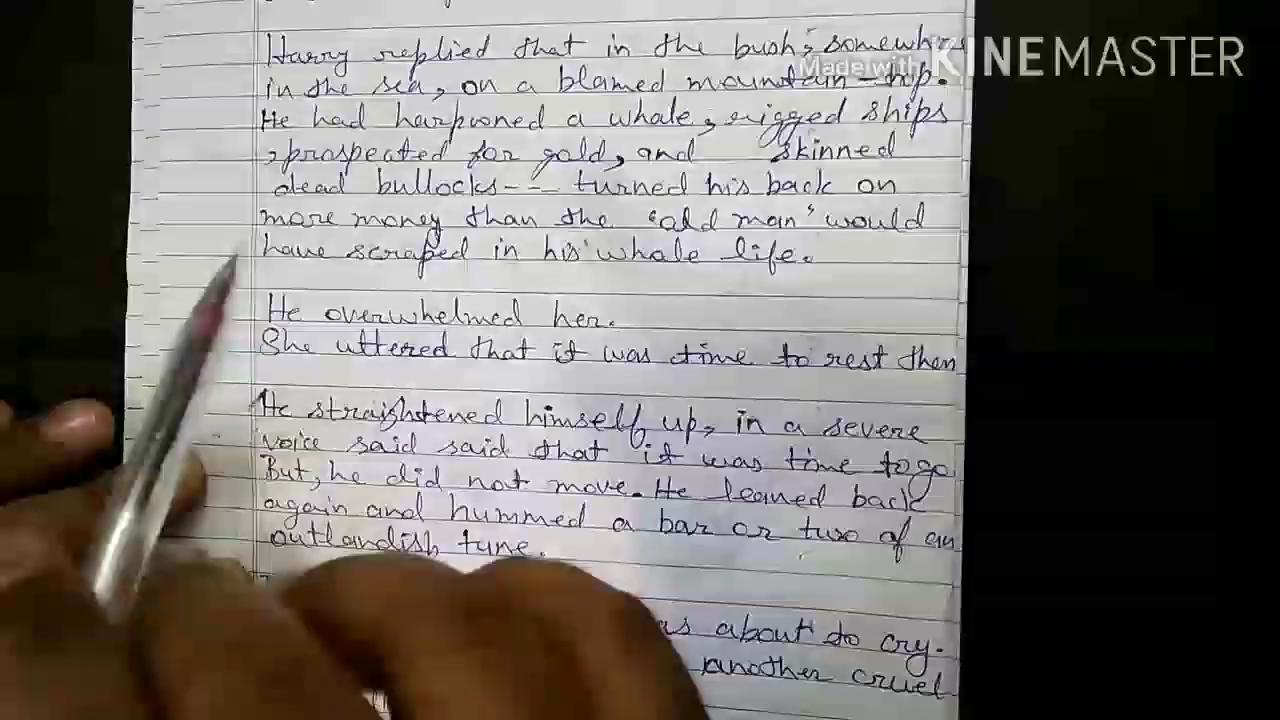 Harry replied that in the bush, somewh
Made with KINEMASTER
in the sea, on a blamed mountain-top.
He had harpooned a whale, rigged ships
,prospected for gold, and skinned
dead bullocks--- turned his back on
more money than the 'old man' would
have scraped in his whole life.
He overwhelmed her.
She uttered that it was time to rest then
He straightened himself up, in a severe
voice said said that it was time to go
But, he did not move. He leaned back
again and hummed a bar or two of an
outlandish tune.
as about to cry.
another cruel